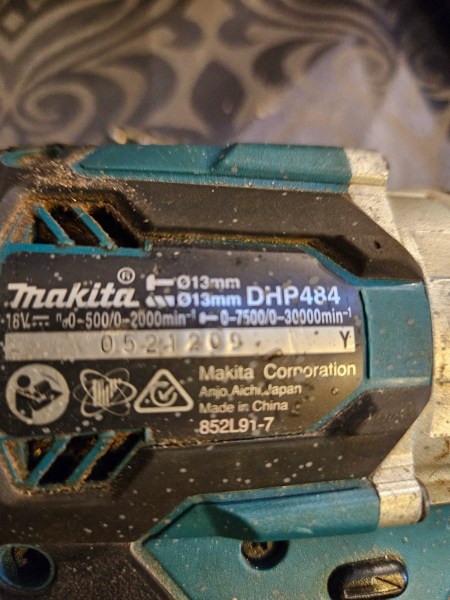 makita® Ø13mm
Ø13mm DHP484
18V⎓ n₀0-500/0-2000min⁻¹ 0-7500/0-30000min⁻¹
0521209 Y
Makita Corporation
Anjo,Aichi,Japan
Made in China
852L91-7